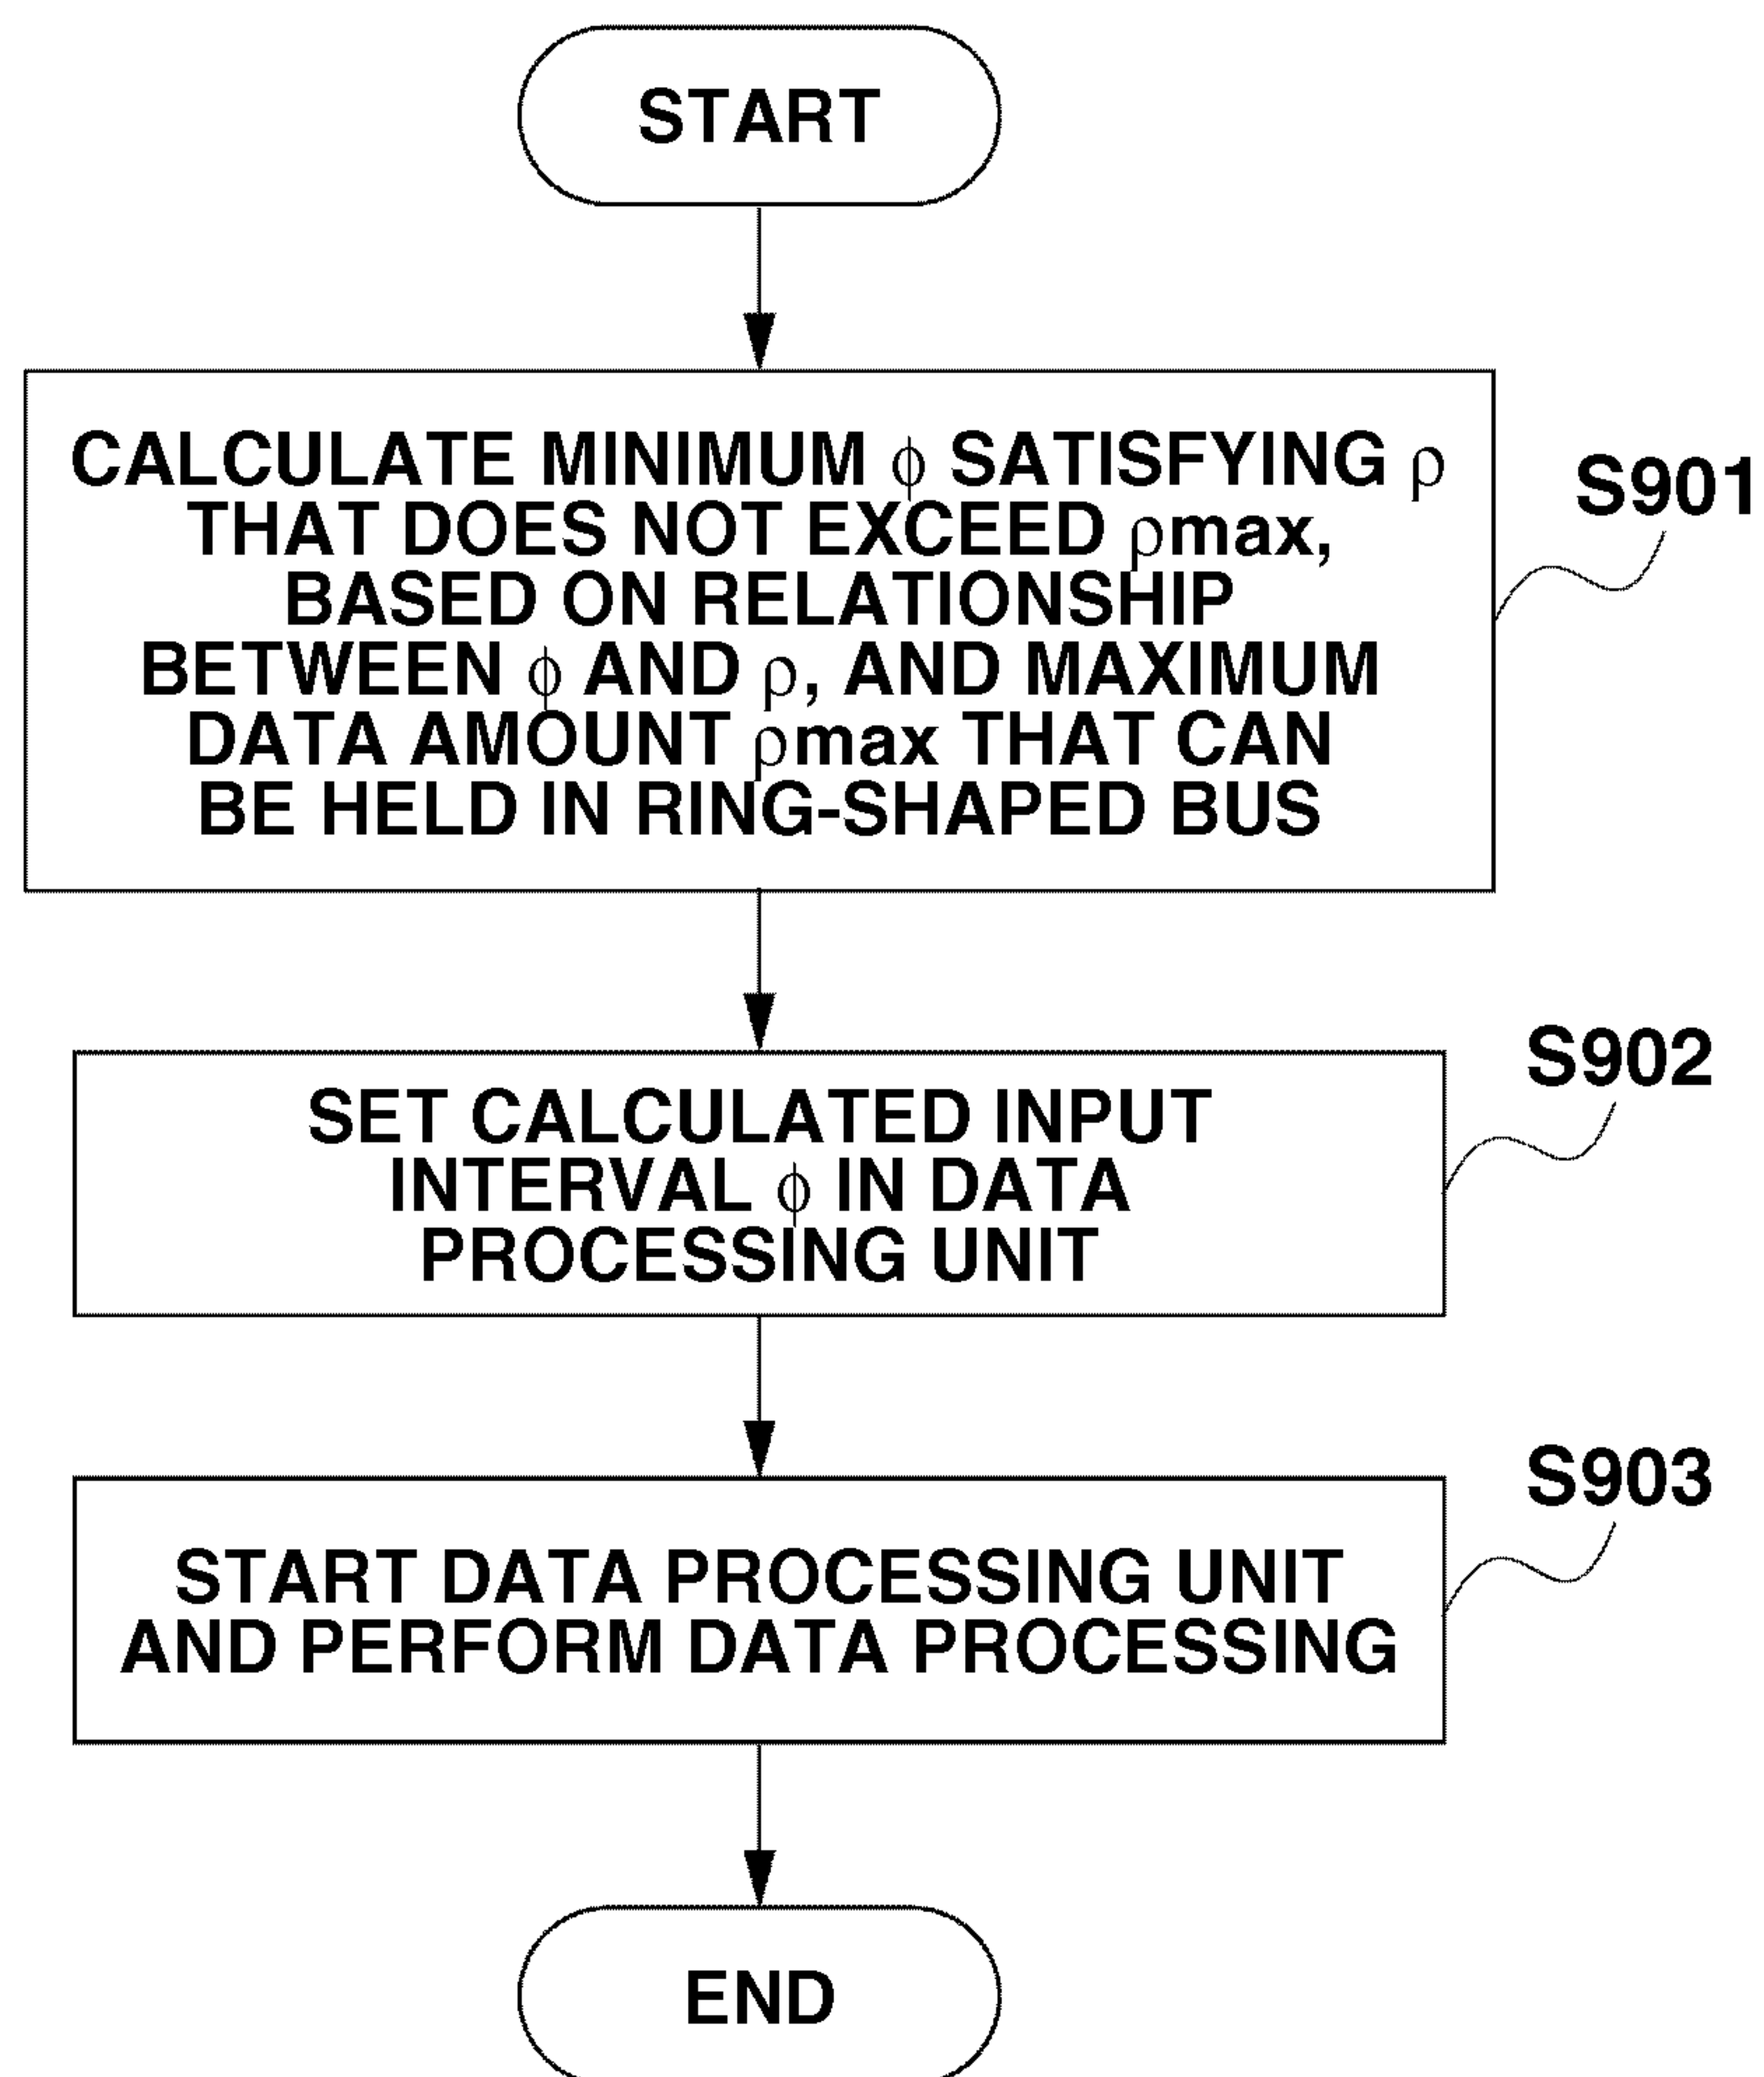 START
CALCULATE MINIMUM ϕ SATISFYING ρ
THAT DOES NOT EXCEED ρmax,
BASED ON RELATIONSHIP
BETWEEN ϕ AND ρ, AND MAXIMUM
DATA AMOUNT ρmax THAT CAN
BE HELD IN RING-SHAPED BUS
S901
SET CALCULATED INPUT
INTERVAL ϕ IN DATA
PROCESSING UNIT
S902
START DATA PROCESSING UNIT
AND PERFORM DATA PROCESSING
S903
END